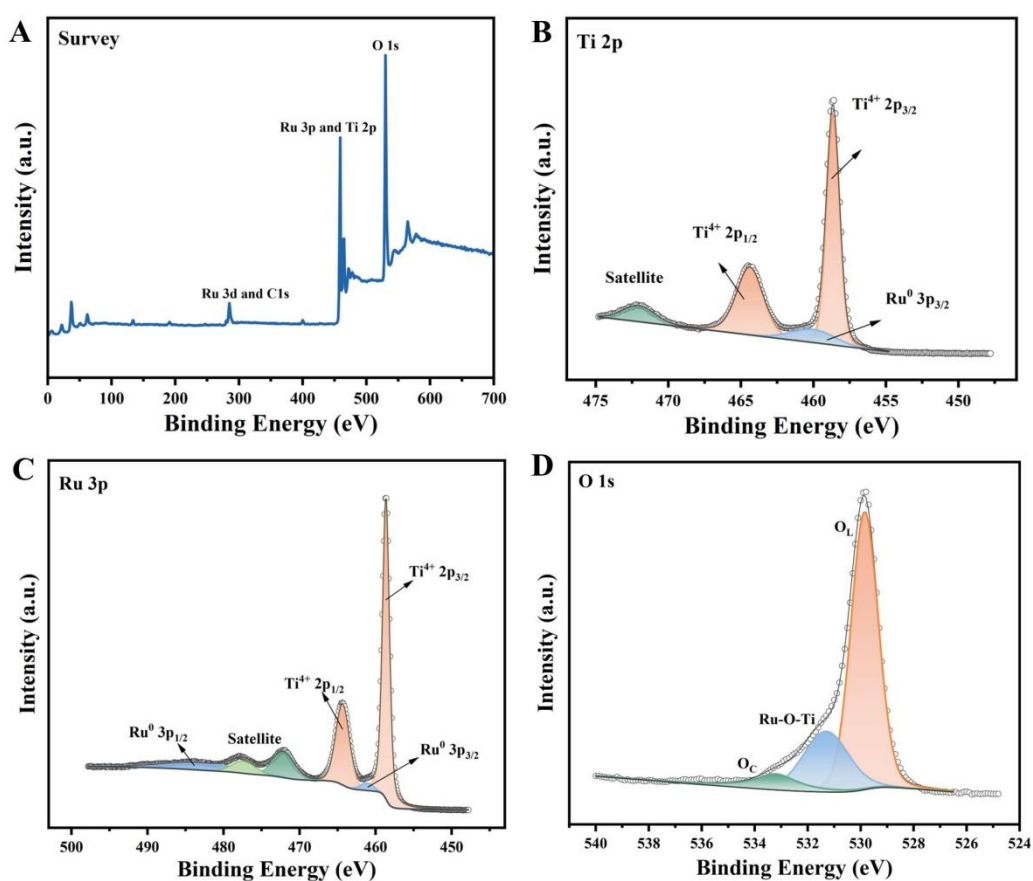 A
Survey
O 1s
Ru 3p and Ti 2p
Ru 3d and C1s
Intensity (a.u.)
0 100 200 300 400 500 600 700
Binding Energy (eV)
B
Ti 2p
Ti⁴⁺ 2p₃/₂
Ti⁴⁺ 2p₁/₂
Satellite
Ru⁰ 3p₃/₂
Intensity (a.u.)
475 470 465 460 455 450
Binding Energy (eV)
C
Ru 3p
Ti⁴⁺ 2p₃/₂
Ti⁴⁺ 2p₁/₂
Ru⁰ 3p₁/₂
Satellite
Ru⁰ 3p₃/₂
Intensity (a.u.)
500 490 480 470 460 450
Binding Energy (eV)
D
O 1s
O_L
Ru-O-Ti
O_C
Intensity (a.u.)
540 538 536 534 532 530 528 526 524
Binding Energy (eV)